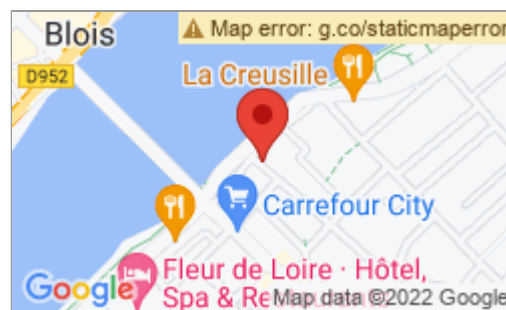 Blois
Map error: g.co/staticmaperror
D952
La Creusille
Carrefour City
Fleur de Loire · Hôtel,
Spa & Re
Google
Map data ©2022 Google